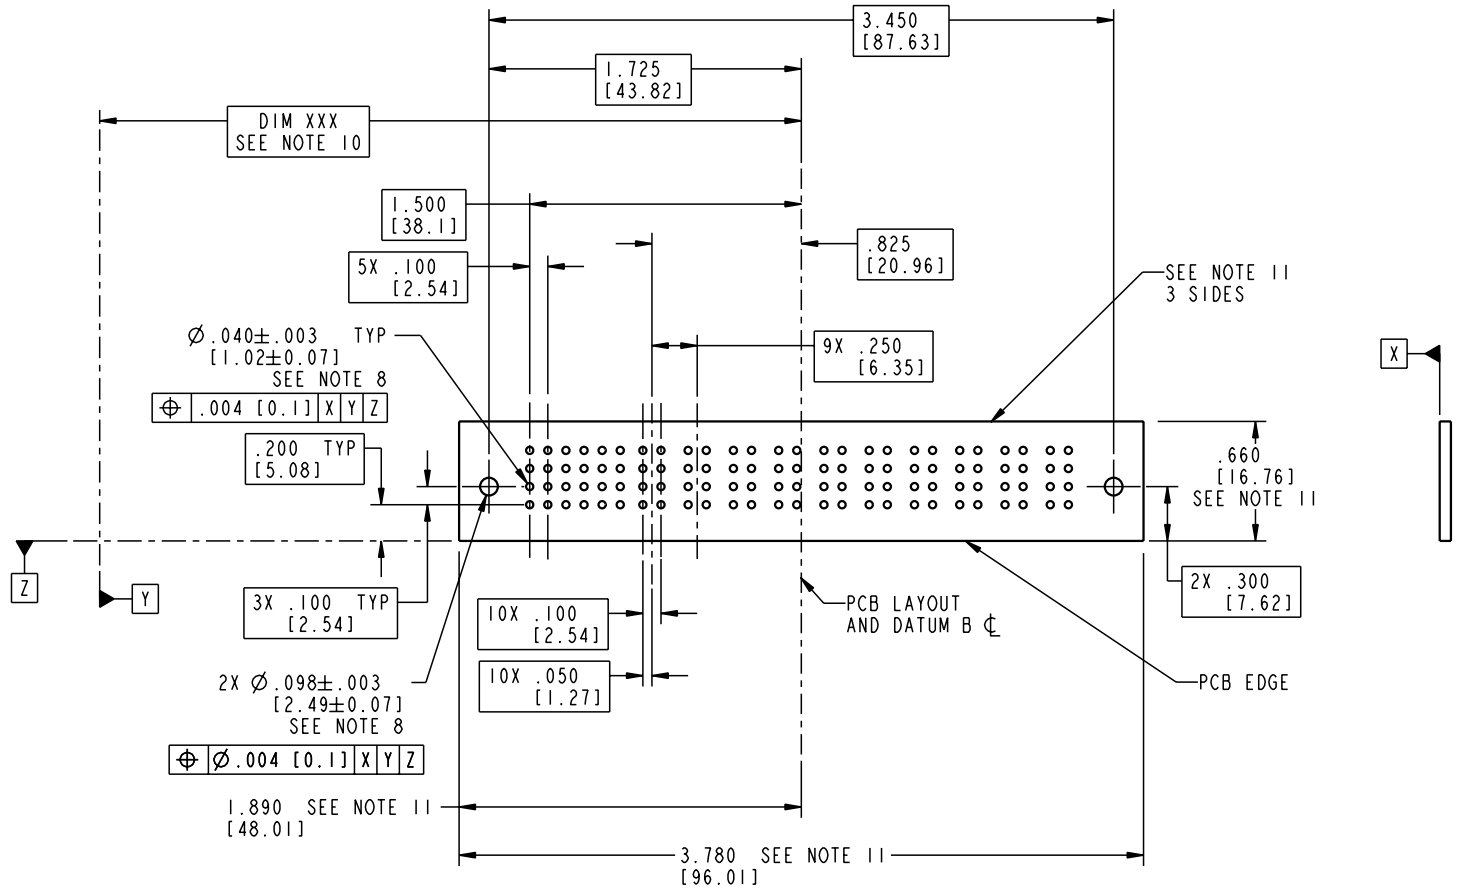 3.450
[87.63]
1.725
[43.82]
DIM XXX
SEE NOTE 10
1.500
[38.1]
.825
[20.96]
5X .100
[2.54]
SEE NOTE 11
3 SIDES
Ø.040±.003 TYP
[1.02±0.07]
SEE NOTE 8
⌖ .004 [0.1] X Y Z
9X .250
[6.35]
X
.200 TYP
[5.08]
.660
[16.76]
SEE NOTE 11
Z
Y
3X .100 TYP
[2.54]
10X .100
[2.54]
PCB LAYOUT
AND DATUM B ℄
2X .300
[7.62]
2X Ø.098±.003
[2.49±0.07]
SEE NOTE 8
⌖ Ø.004 [0.1] X Y Z
10X .050
[1.27]
PCB EDGE
1.890 SEE NOTE 11
[48.01]
3.780 SEE NOTE 11
[96.01]